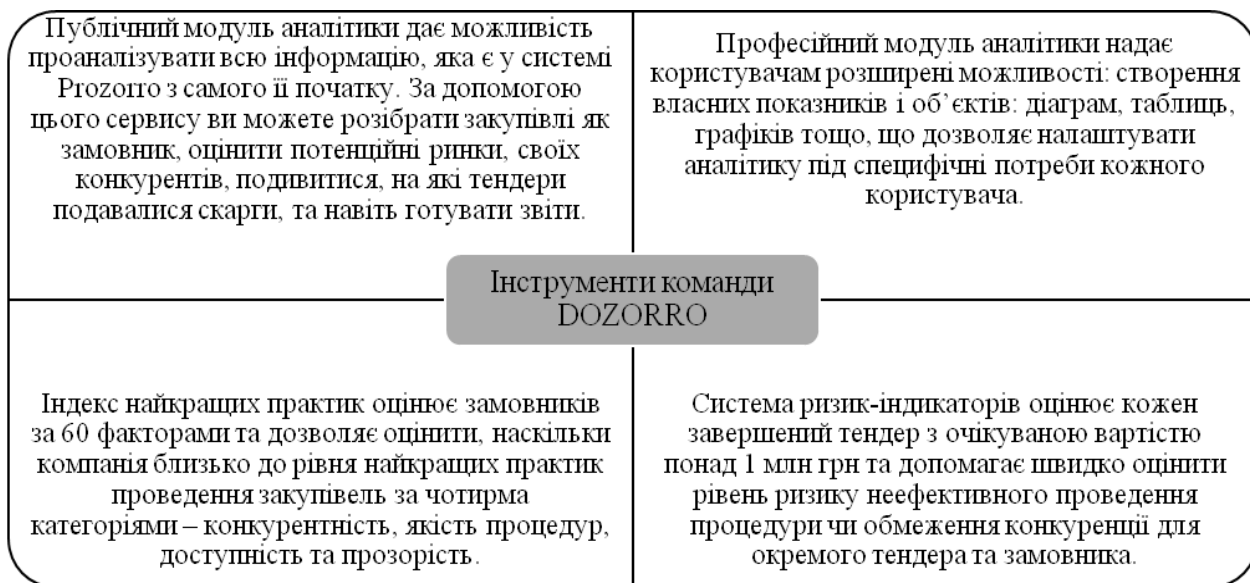 Публічний модуль аналітики дає можливість
проаналізувати всю інформацію, яка є у системі
Prozorro з самого її початку. За допомогою
цього сервису ви можете розібрати закупівлі як
замовник, оцінити потенційні ринки, своїх
конкурентів, подивитися, на які тендери
подавалися скарги, та навіть готувати звіти.
Професійний модуль аналітики надає
користувачам розширені можливості: створення
власних показників і об’єктів: діаграм, таблиць,
графіків тощо, що дозволяє налаштувати
аналітику під специфічні потреби кожного
користувача.
Інструменти команди
DOZORRO
Індекс найкращих практик оцінює замовників
за 60 факторами та дозволяє оцінити, наскільки
компанія близько до рівня найкращих практик
проведення закупівель за чотирма
категоріями – конкурентність, якість процедур,
доступність та прозорість.
Система ризик-індикаторів оцінює кожен
завершений тендер з очікуваною вартістю
понад 1 млн грн та допомагає швидко оцінити
рівень ризику неефективного проведення
процедури чи обмеження конкуренції для
окремого тендера та замовника.